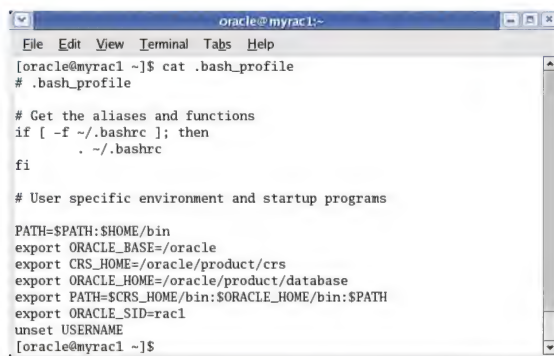 oracle@myrac1:~
File Edit View Terminal Tabs Help
[oracle@myrac1 ~]$ cat .bash_profile
# .bash_profile

# Get the aliases and functions
if [ -f ~/.bashrc ]; then
        . ~/.bashrc
fi

# User specific environment and startup programs

PATH=$PATH:$HOME/bin
export ORACLE_BASE=/oracle
export CRS_HOME=/oracle/product/crs
export ORACLE_HOME=/oracle/product/database
export PATH=$CRS_HOME/bin:$ORACLE_HOME/bin:$PATH
export ORACLE_SID=rac1
unset USERNAME
[oracle@myrac1 ~]$